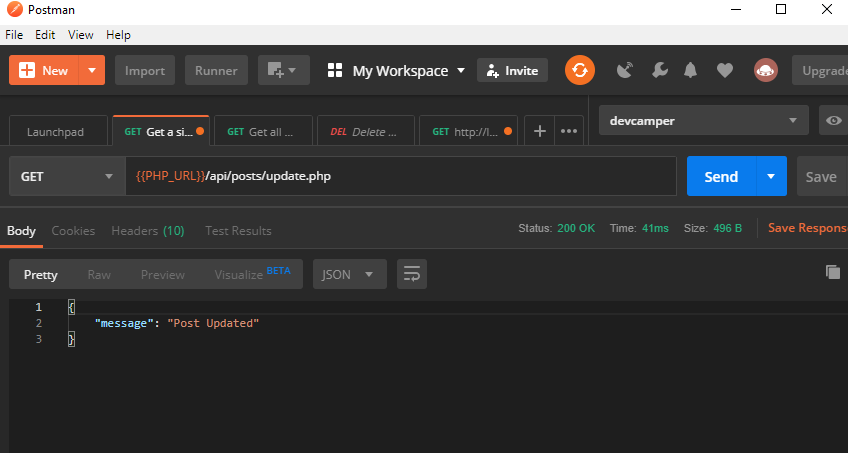 Postman
File Edit View Help
New Import Runner My Workspace Invite Upgrade
Launchpad GET Get a si... GET Get all ... DEL Delete ... GET http://l... + ••• devcamper
GET {{PHP_URL}}/api/posts/update.php Send Save
Body Cookies Headers (10) Test Results Status: 200 OK Time: 41ms Size: 496 B Save Respons
Pretty Raw Preview Visualize BETA JSON
1 {
2 "message": "Post Updated"
3 }